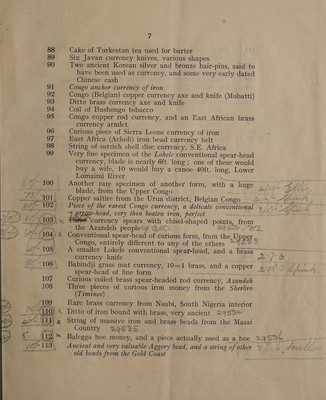 7
88 Cake of Turkestan tea used for barter
89 Six Javan currency knives, various shapes
90 Two ancient Korean silver and bronze hair-pins, said to
have been used as currency, and some very early dated
Chinese cash
91 Congo anchor currency of iron
92 Congo (Belgian) copper currency axe and knife (Mobatti)
93 Ditto brass currency axe and knife
94 Coil of Bushongo tobacco
95 Congo copper rod currency, and an East African brass
currency armlet
96 Curious piece of Sierra Leone currency of iron
97 East Africa (Acholi) iron bead currency belt
98 String of ostrich shell disc currency, S.E. Africa
99 Very fine specimen of the Lokele conventional spear-head
currency, blade is nearly 6ft. long; one of these would
buy a wife, 10 would buy a canoe 40ft. long, Lower
Lomaimi River
100 Another rare specimen of another form, with a huge
blade, from the Upper Congo
101 Copper saltire from the Urua district, Belgian Congo
102 Piece of the rarest Congo currency, a delicate conventional
arrow-head, very thin beaten iron, perfect
103 currency spears with chisel-shaped points, from
the Azandeh people
104 Conventional spear-head of curious form, from the Upper
Congo, entirely different to any of the others
105 A smaller Lokele conventional spear-head, and a brass
currency knife
106 Babindji grass mat currency, 10=1 brass, and a copper
spear-head of fine form
107 Curious coiled brass spear-headed rod currency, Azandeh
108 Three pieces of curious iron money from the Sherbro
(Timinee)
109 Rare brass currency from Nanbi, South Nigeria interior
110 Ditto of iron bound with brass, very ancient
111 String of massive iron and brass beads from the Masai
Country 29535
112 Balegga hoe money, and a piece actually used as a hoe
113 Ancient and very valuable Aggery bead, and a string of other
old beads from the Gold Coast